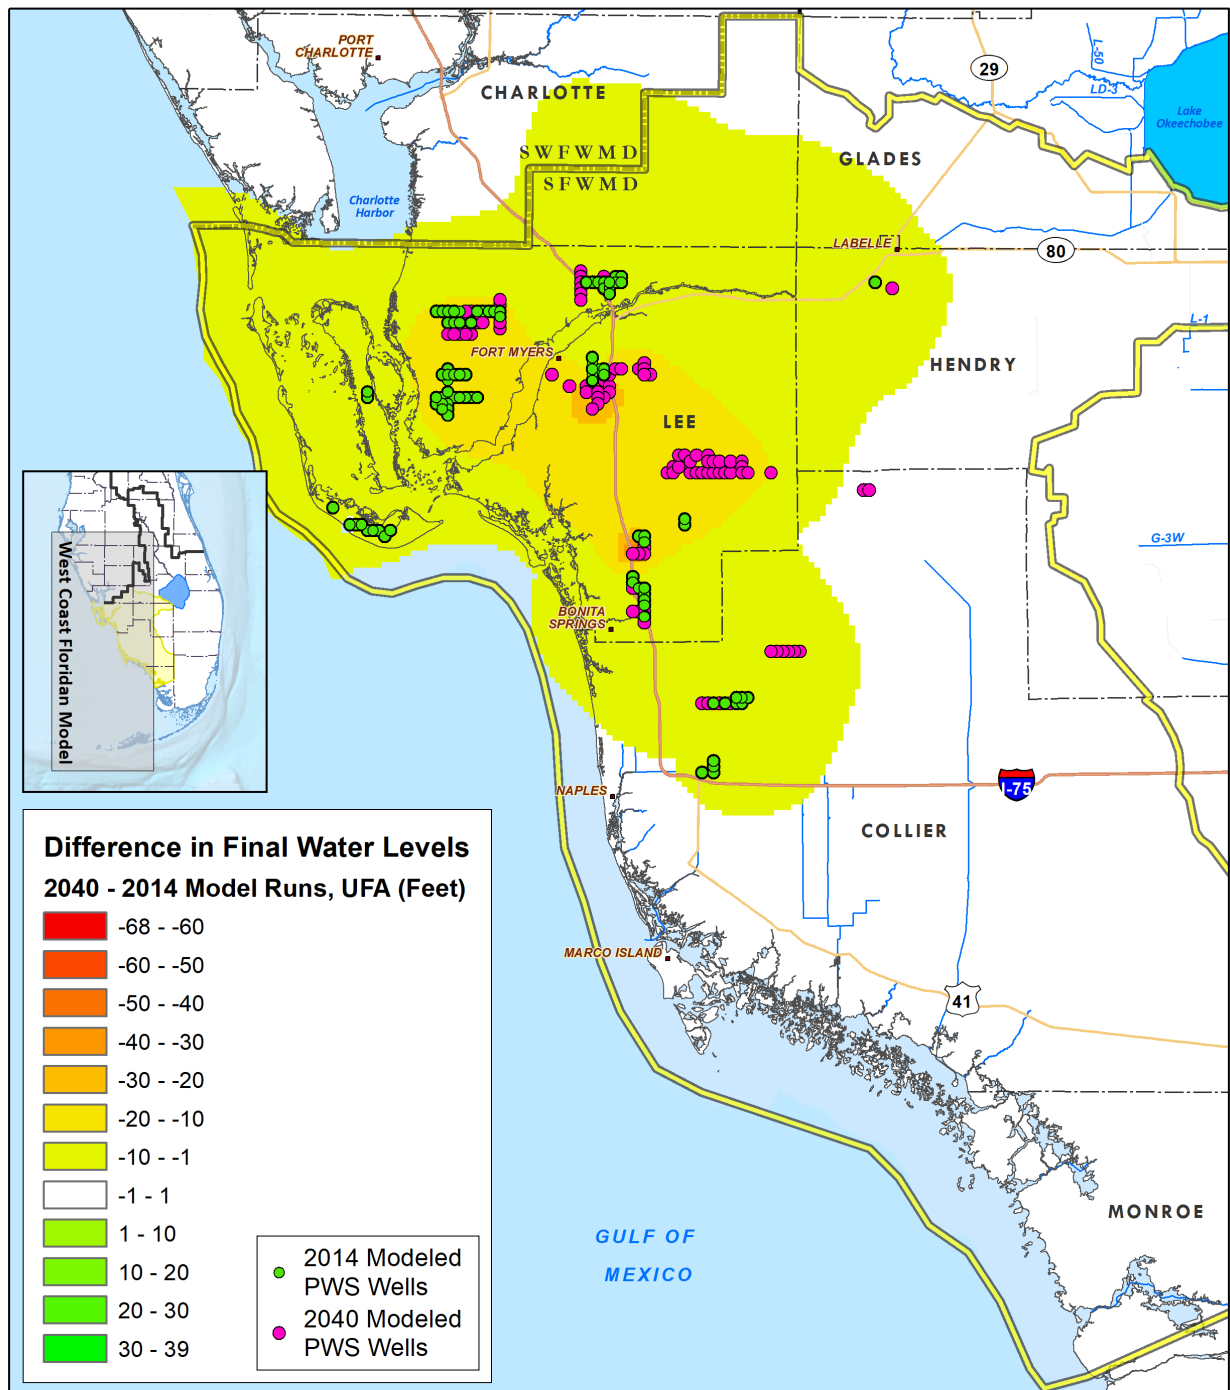 PORT
CHARLOTTE
CHARLOTTE
29
L-50
LD-3
Lake
Okeechobee
SWFWMD
SFWMD
GLADES
Charlotte
Harbor
LABELLE
80
L-1
FORT MYERS
HENDRY
LEE
G-3W
West Coast Floridan Model
BONITA
SPRINGS
NAPLES
I-75
COLLIER
MARCO ISLAND
41
MONROE
GULF OF
MEXICO
Difference in Final Water Levels
2040 - 2014 Model Runs, UFA (Feet)
-68 - -60
-60 - -50
-50 - -40
-40 - -30
-30 - -20
-20 - -10
-10 - -1
-1 - 1
1 - 10
10 - 20
20 - 30
30 - 39
2014 Modeled
PWS Wells
2040 Modeled
PWS Wells